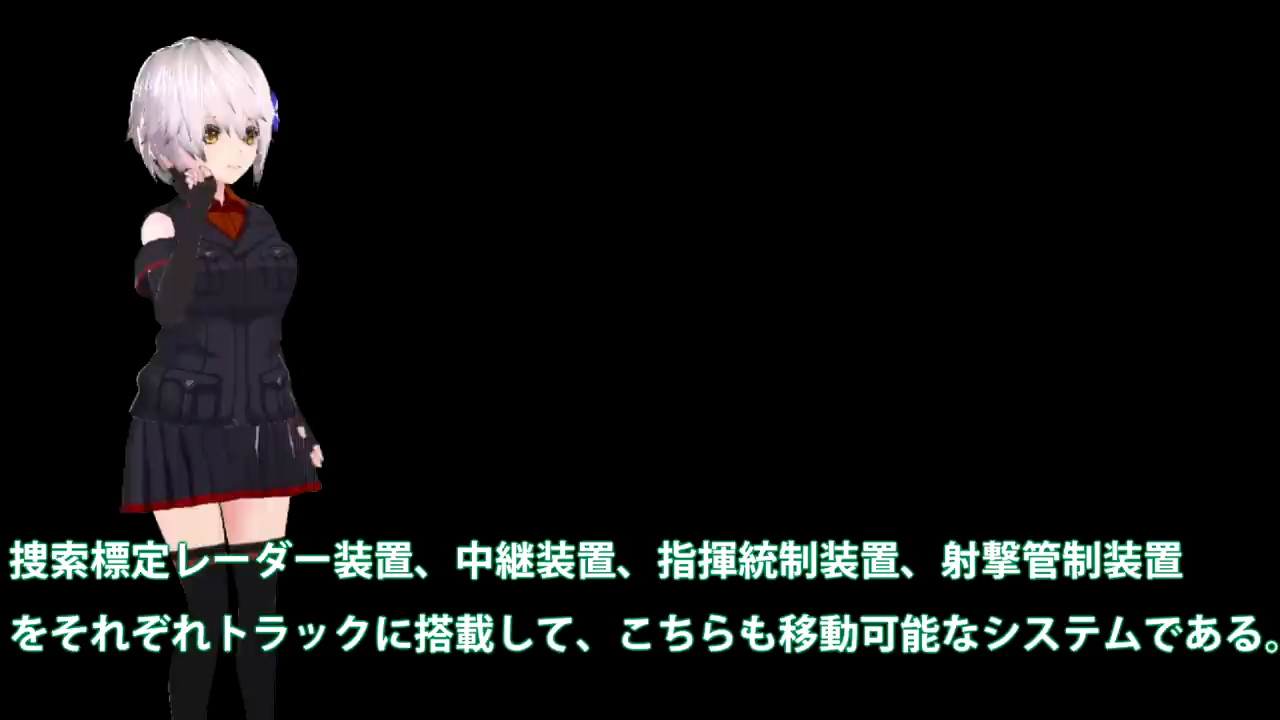 捜索標定レーダー装置、中継装置、指揮統制装置、射撃管制装置
をそれぞれトラックに搭載して、こちらも移動可能なシステムである。